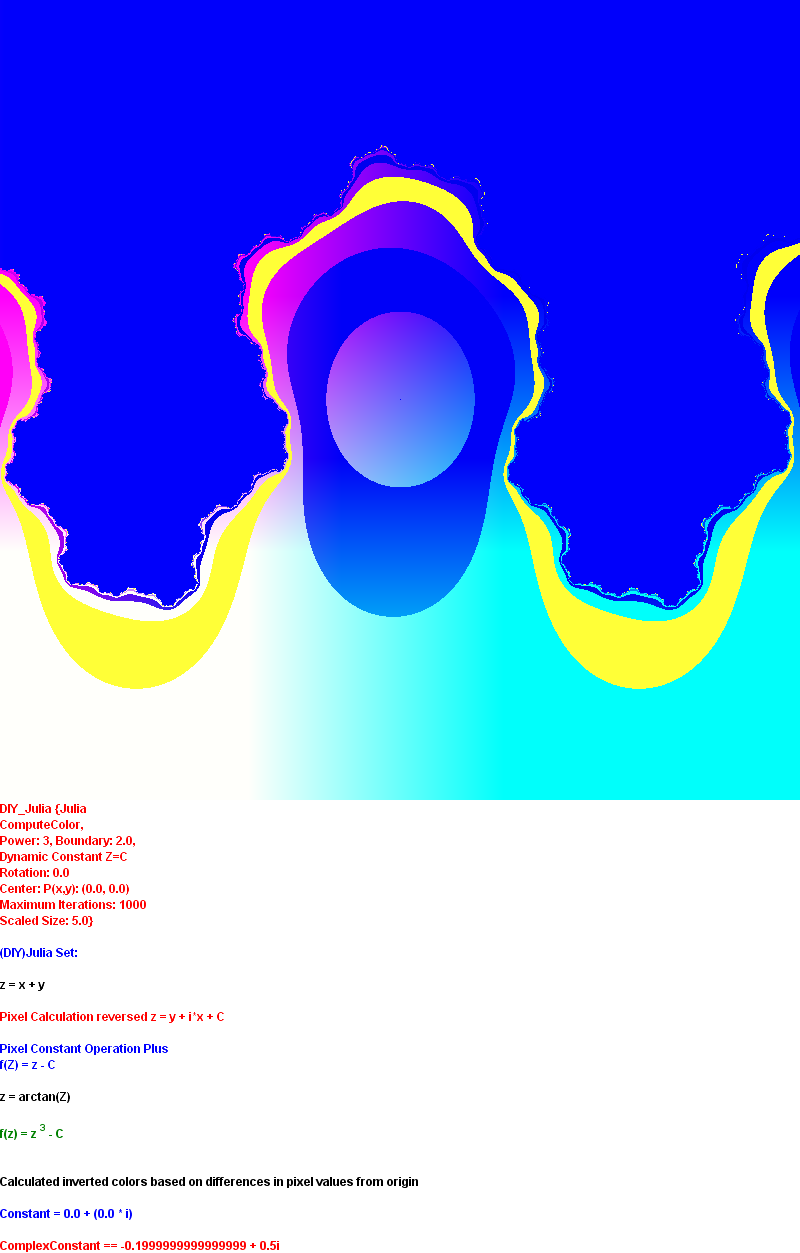 DIY_Julia {Julia
ComputeColor,
Power: 3, Boundary: 2.0,
Dynamic Constant Z=C
Rotation: 0.0
Center: P(x,y): (0.0, 0.0)
Maximum Iterations: 1000
Scaled Size: 5.0}
(DIY)Julia Set:
z = x + y
Pixel Calculation reversed z = y + i*x + C
Pixel Constant Operation Plus
f(Z) = z - C
z = arctan(Z)
f(z) = z ³ - C
Calculated inverted colors based on differences in pixel values from origin
Constant = 0.0 + (0.0 * i)
ComplexConstant == -0.1999999999999999 + 0.5i